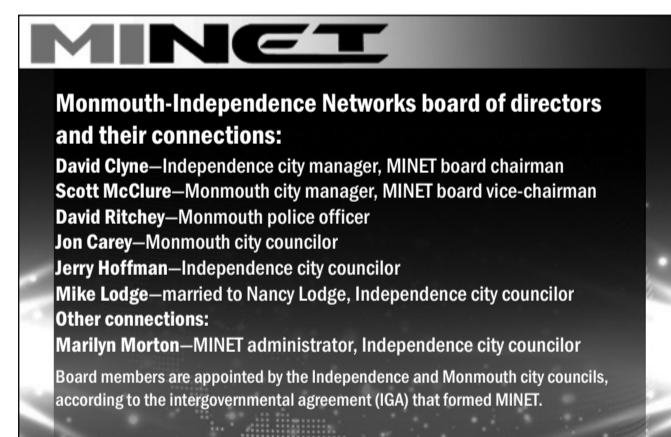 MINET
Monmouth-Independence Networks board of directors
and their connections:
David Clyne—Independence city manager, MINET board chairman
Scott McClure—Monmouth city manager, MINET board vice-chairman
David Ritchey—Monmouth police officer
Jon Carey—Monmouth city councilor
Jerry Hoffman—Independence city councilor
Mike Lodge—married to Nancy Lodge, Independence city councilor
Other connections:
Marilyn Morton—MINET administrator, Independence city councilor
Board members are appointed by the Independence and Monmouth city councils,
according to the intergovernmental agreement (IGA) that formed MINET.